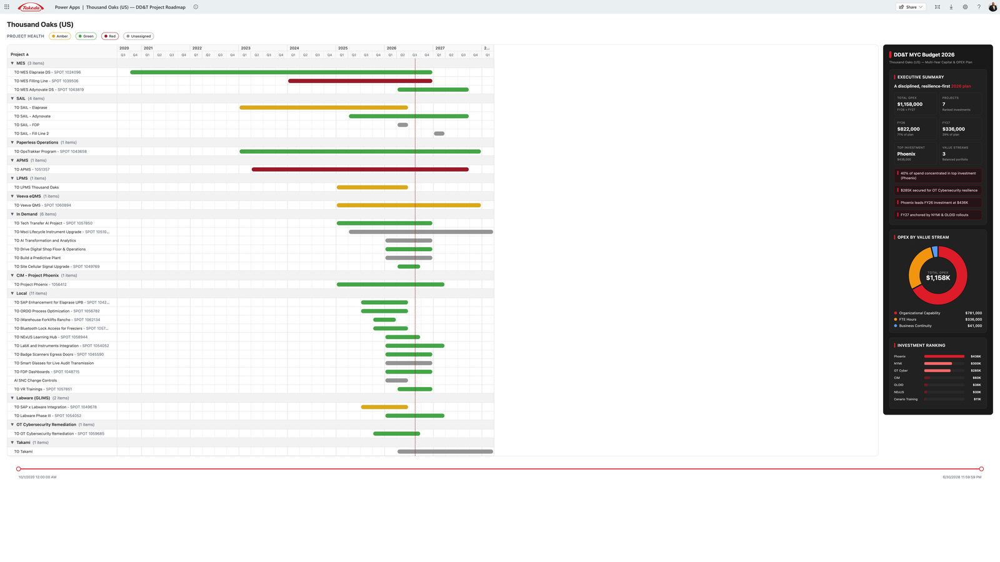 Takeda
Power Apps | Thousand Oaks (US) — DD&T Project Roadmap
Share
Thousand Oaks (US)
PROJECT HEALTH
Amber
Green
Red
Unassigned
2020 2021 2022 2023 2024 2025 2026 2027 2...
Project
Q3 Q4 Q1 Q2 Q3 Q4 Q1 Q2 Q3 Q4 Q1 Q2 Q3 Q4 Q1 Q2 Q3 Q4 Q1 Q2 Q3 Q4 Q1 Q2 Q3 Q4 Q1 Q2 Q3 Q4 Q1
MES (3 items)
TO MES Elaprase DS - SPOT 1024096
TO MES Filling Line - SPOT 1039506
TO MES Adynovate DS - SPOT 1043819
SAIL (4 items)
TO SAIL - Elaprase
TO SAIL - Adynovate
TO SAIL - FDP
TO SAIL - Fill Line 2
Paperless Operations (1 items)
TO OpsTrakker Program - SPOT 1043658
APMS (1 items)
TO APMS - 1051357
LPMS (1 items)
TO LPMS Thousand Oaks
Veeva eQMS (1 items)
TO Veeva QMS - SPOT 1060894
In Demand (6 items)
TO Tech Transfer AI Project - SPOT 1057850
TO Msci Lifecycle Instrument Upgrade - SPOT 10510...
TO AI Transformation and Analytics
TO Drive Digital Shop Floor & Operations
TO Build a Predictive Plant
TO Site Cellular Signal Upgrade - SPOT 1049769
CIM - Project Phoenix (1 items)
TO Project Phoenix - 1056412
Local (11 items)
TO SAP Enhancement for Elaprase UPB - SPOT 1042...
TO ORDO Process Optimization - SPOT 1056782
TO iWarehouse Forklifts Rancho - SPOT 1062134
TO Bluetooth Lock Access for Freezers - SPOT 1057...
TO NExUS Learning Hub - SPOT 1058944
TO LabX and Instruments Integration - SPOT 1054052
TO Badge Scanners Egress Doors - SPOT 1045590
TO Smart Glasses for Live Audit Transmission
TO FDP Dashboards - SPOT 1048715
AI SNC Change Controls
TO VR Trainings - SPOT 1057851
Labware (GLIMS) (2 items)
TO SAP x Labware Integration - SPOT 1049678
TO Labware Phase III - SPOT 1054052
OT Cybersecurity Remediation (1 items)
TO OT Cybersecurity Remediation - SPOT 1059685
Takami (1 items)
TO Takami
10/1/2020 12:00:00 AM
6/30/2028 11:59:59 PM
DD&T MYC Budget 2026
Thousand Oaks (US) — Multi-Year Capital & OPEX Plan
EXECUTIVE SUMMARY
A disciplined, resilience-first 2026 plan
TOTAL OPEX
$1,158,000
FY26 + FY27
PROJECTS
7
Ranked investments
FY26
$822,000
71% of plan
FY27
$336,000
29% of plan
TOP INVESTMENT
Phoenix
$436,000
VALUE STREAMS
3
Balanced portfolio
40% of spend concentrated in top investment
(Phoenix)
$285K secured for OT Cybersecurity resilience
Phoenix leads FY26 investment at $436K
FY27 anchored by NYMI & OLOID rollouts
OPEX BY VALUE STREAM
TOTAL OPEX
$1,158K
Organizational Capability $781,000
FTE Hours $336,000
Business Continuity $41,000
INVESTMENT RANKING
Phoenix $436K
NYMI $300K
OT Cyber $285K
CIM $60K
OLOID $36K
NExUS $30K
Cenario Training $11K